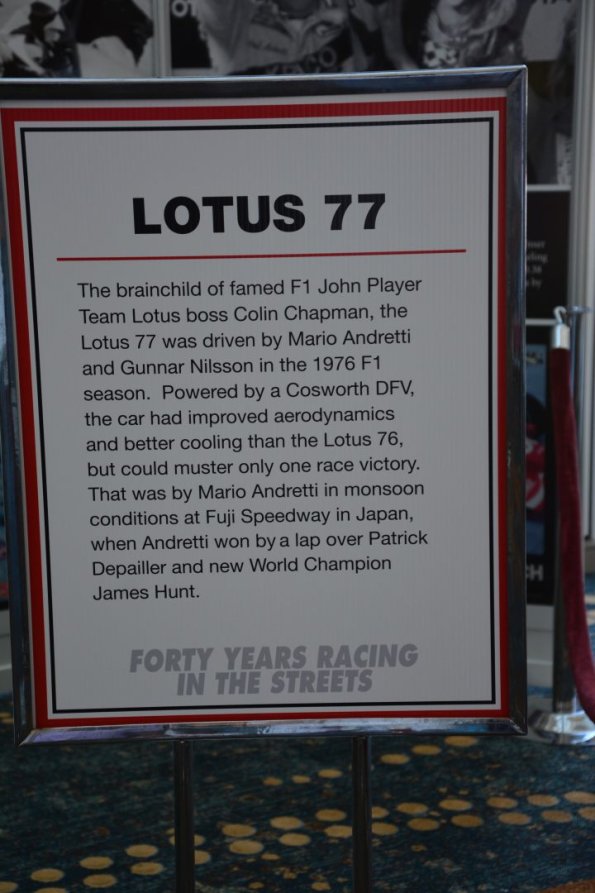 LOTUS 77
The brainchild of famed F1 John Player
Team Lotus boss Colin Chapman, the
Lotus 77 was driven by Mario Andretti
and Gunnar Nilsson in the 1976 F1
season. Powered by a Cosworth DFV,
the car had improved aerodynamics
and better cooling than the Lotus 76,
but could muster only one race victory.
That was by Mario Andretti in monsoon
conditions at Fuji Speedway in Japan,
when Andretti won by a lap over Patrick
Depailler and new World Champion
James Hunt.
FORTY YEARS RACING
IN THE STREETS